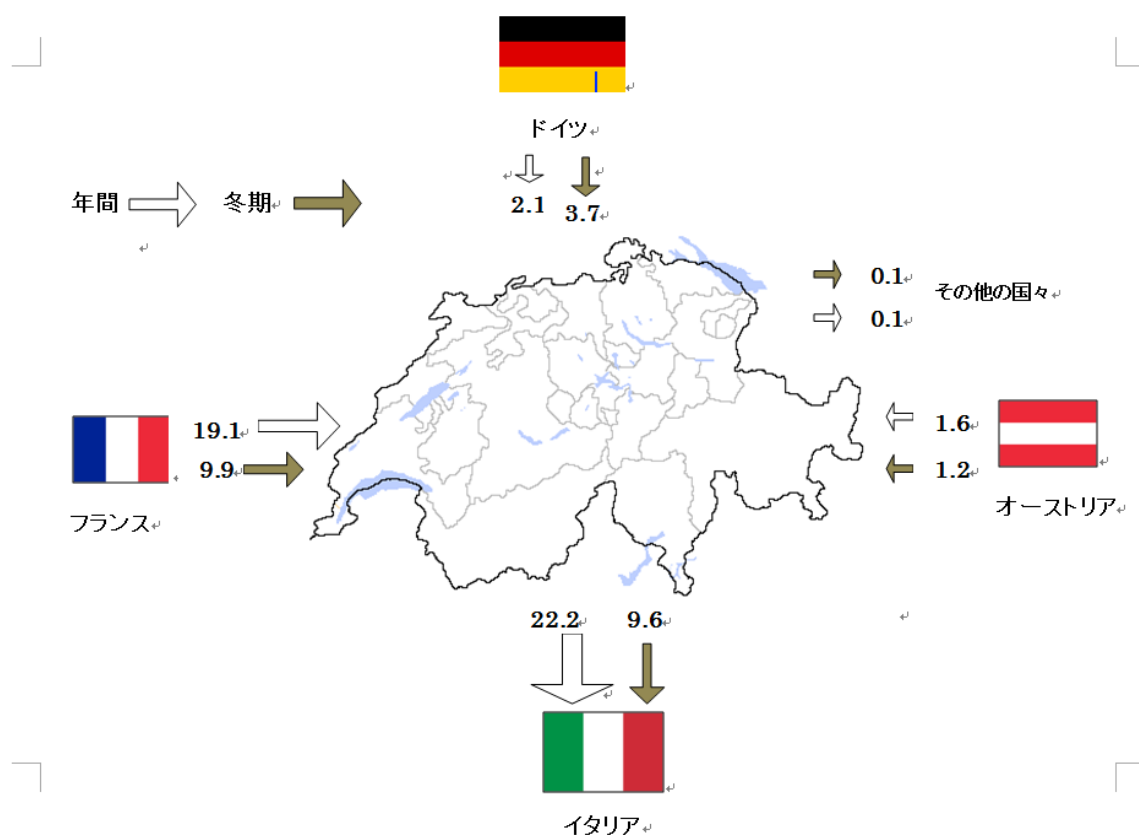 ドイツ
年間
冬期
2.1
3.7
0.1
その他の国々
0.1
19.1
1.6
9.9
1.2
フランス
オーストリア
22.2
9.6
イタリア